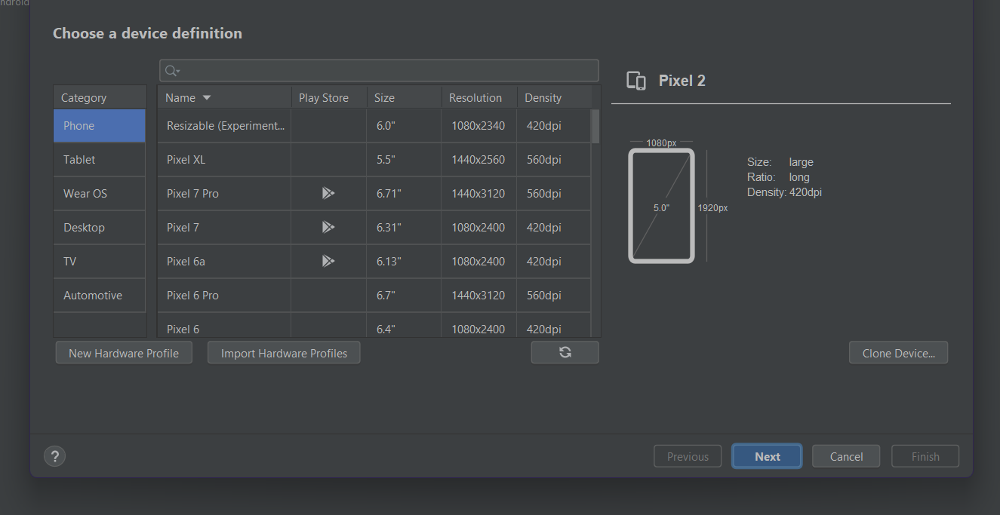 ndroid
Choose a device definition
Category
Phone
Tablet
Wear OS
Desktop
TV
Automotive
Name Play Store Size Resolution Density
Resizable (Experiment... 6.0" 1080x2340 420dpi
Pixel XL 5.5" 1440x2560 560dpi
Pixel 7 Pro 6.71" 1440x3120 560dpi
Pixel 7 6.31" 1080x2400 420dpi
Pixel 6a 6.13" 1080x2400 420dpi
Pixel 6 Pro 6.7" 1440x3120 560dpi
Pixel 6 6.4" 1080x2400 420dpi
New Hardware Profile
Import Hardware Profiles
Pixel 2
1080px
5.0"
1920px
Size: large
Ratio: long
Density: 420dpi
Clone Device...
?
Previous
Next
Cancel
Finish